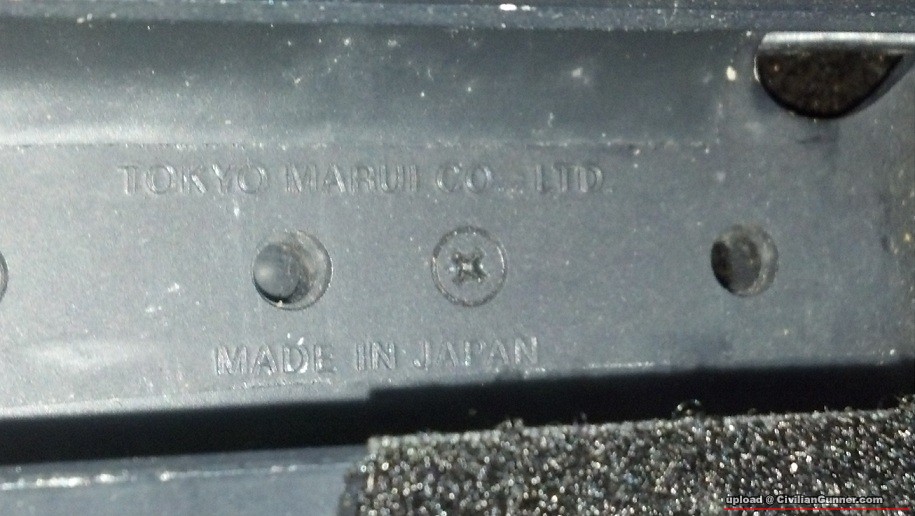 TOKYO MARUI CO., LTD.
MADE IN JAPAN
upload @ CivilianGunner.com